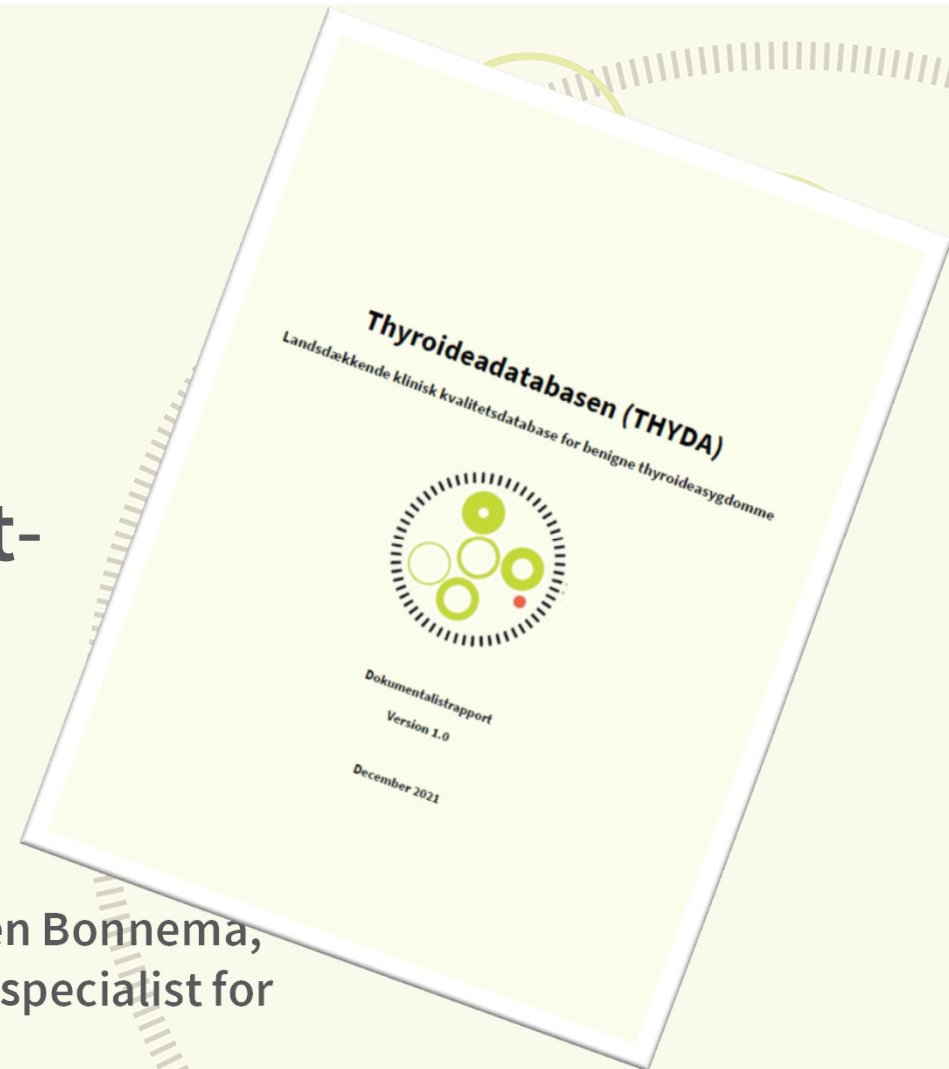 Thyroideadatabasen (THYDA)
Landsdækkende klinisk kvalitetsdatabase for benigne thyroideasygdomme
Dokumentalistrapport
Version 1.0
December 2021
t-
en Bonnema,
specialist for